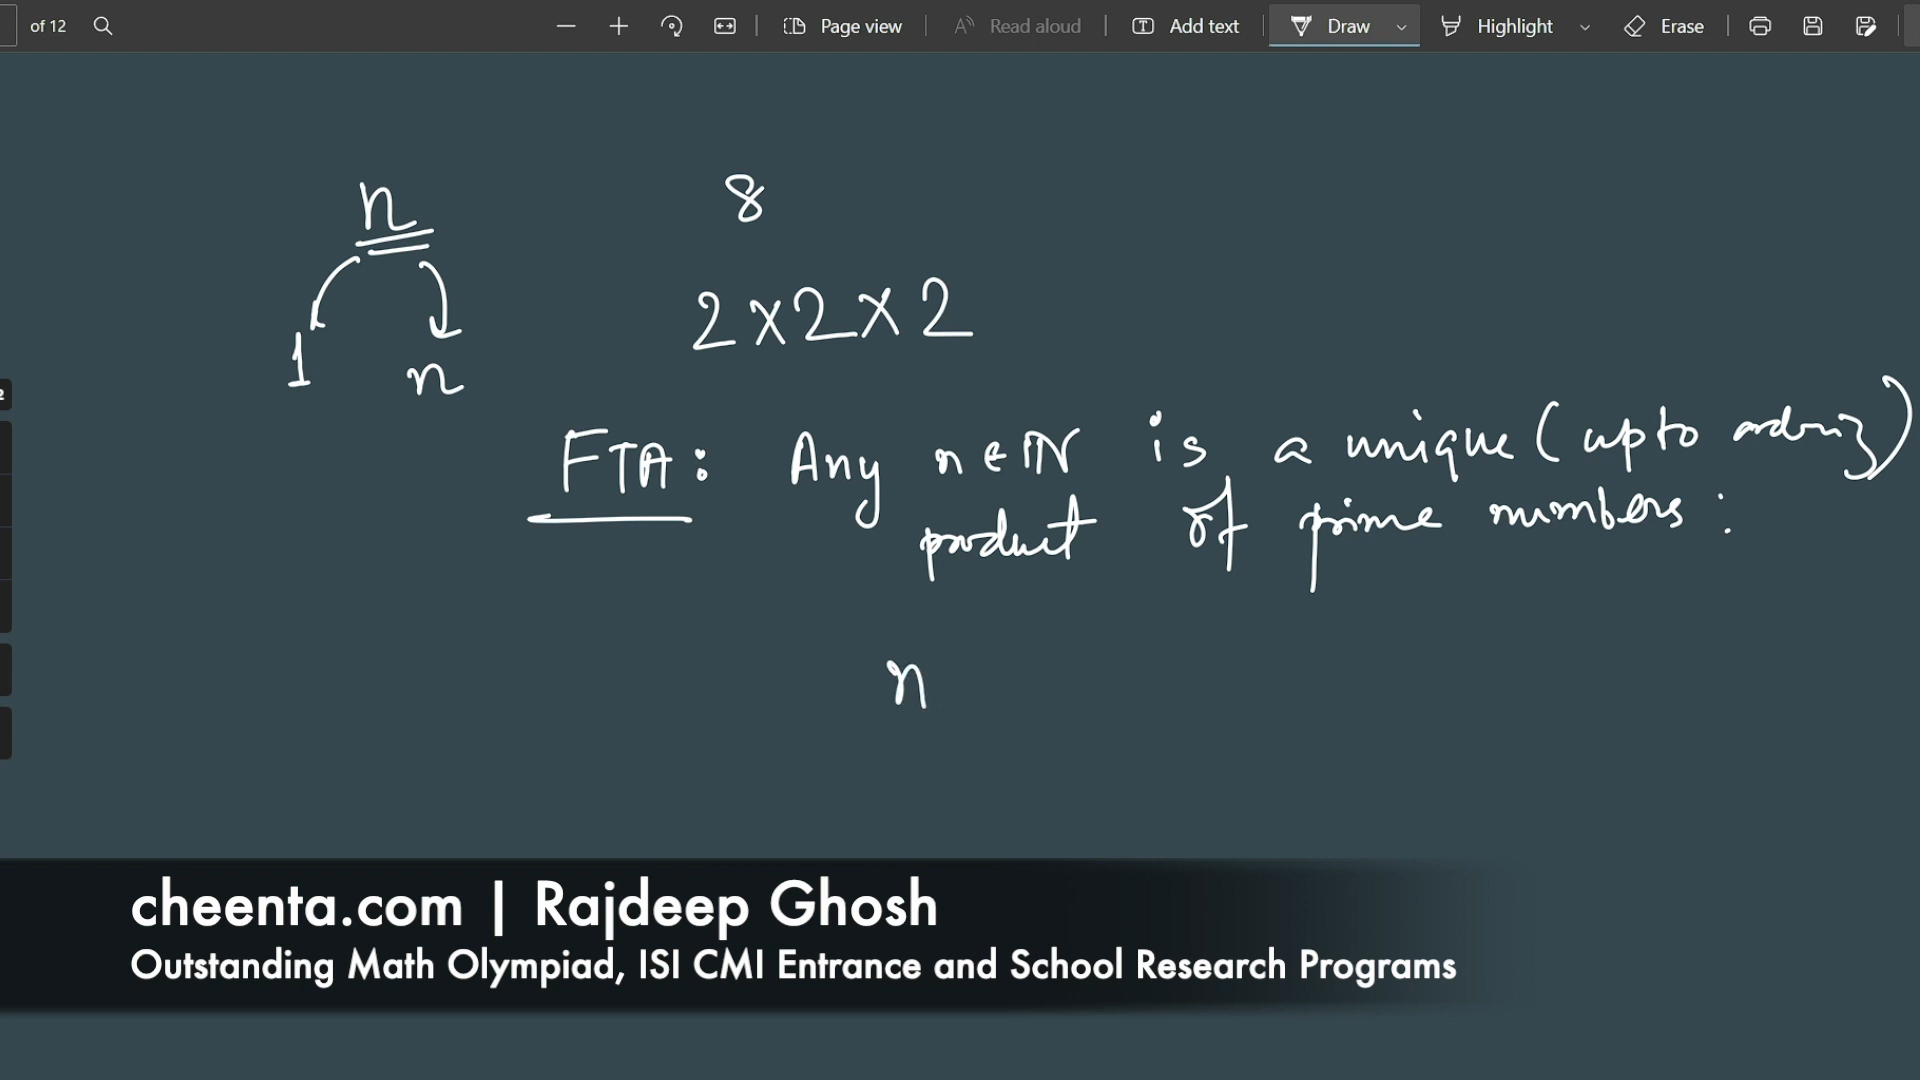 of 12 Page view Read aloud Add text Draw Highlight Erase
n
8
1 n
2×2×2
FTA: Any n∈ℕ is a unique (upto
product of prime numbers:
n
cheenta.com | Rajdeep Ghosh
Outstanding Math Olympiad, ISI CMI Entrance and School Research Programs